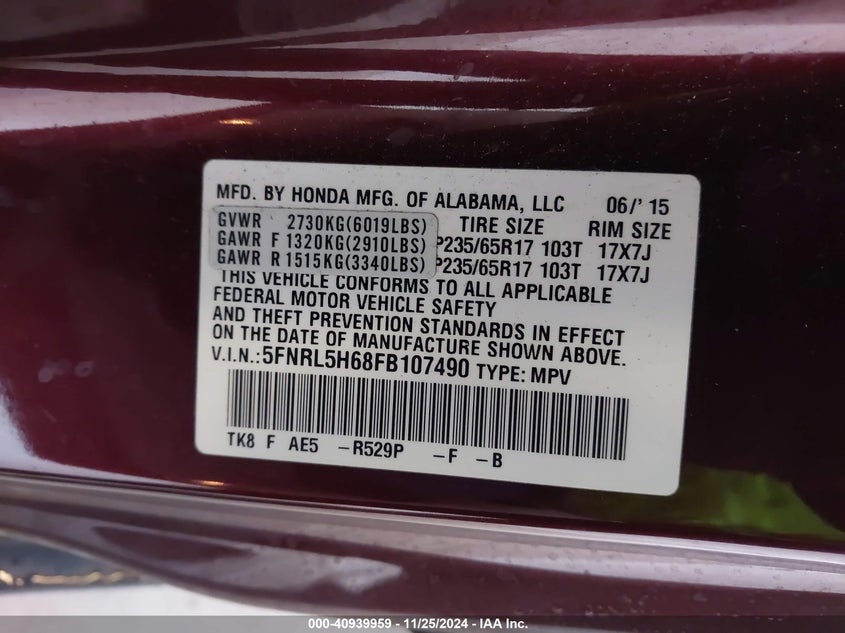 MFD. BY HONDA MFG. OF ALABAMA, LLC 06/'15
GVWR 2730KG(6019LBS) TIRE SIZE RIM SIZE
GAWR F 1320KG(2910LBS) P235/65R17 103T 17X7J
GAWR R 1515KG(3340LBS) P235/65R17 103T 17X7J
THIS VEHICLE CONFORMS TO ALL APPLICABLE
FEDERAL MOTOR VEHICLE SAFETY
AND THEFT PREVENTION STANDARDS IN EFFECT
ON THE DATE OF MANUFACTURE SHOWN ABOVE.
V.I.N.:5FNRL5H68FB107490 TYPE: MPV
TK8 F AE5 -R529P -F -B
000-40939959 - 11/25/2024 - IAA Inc.